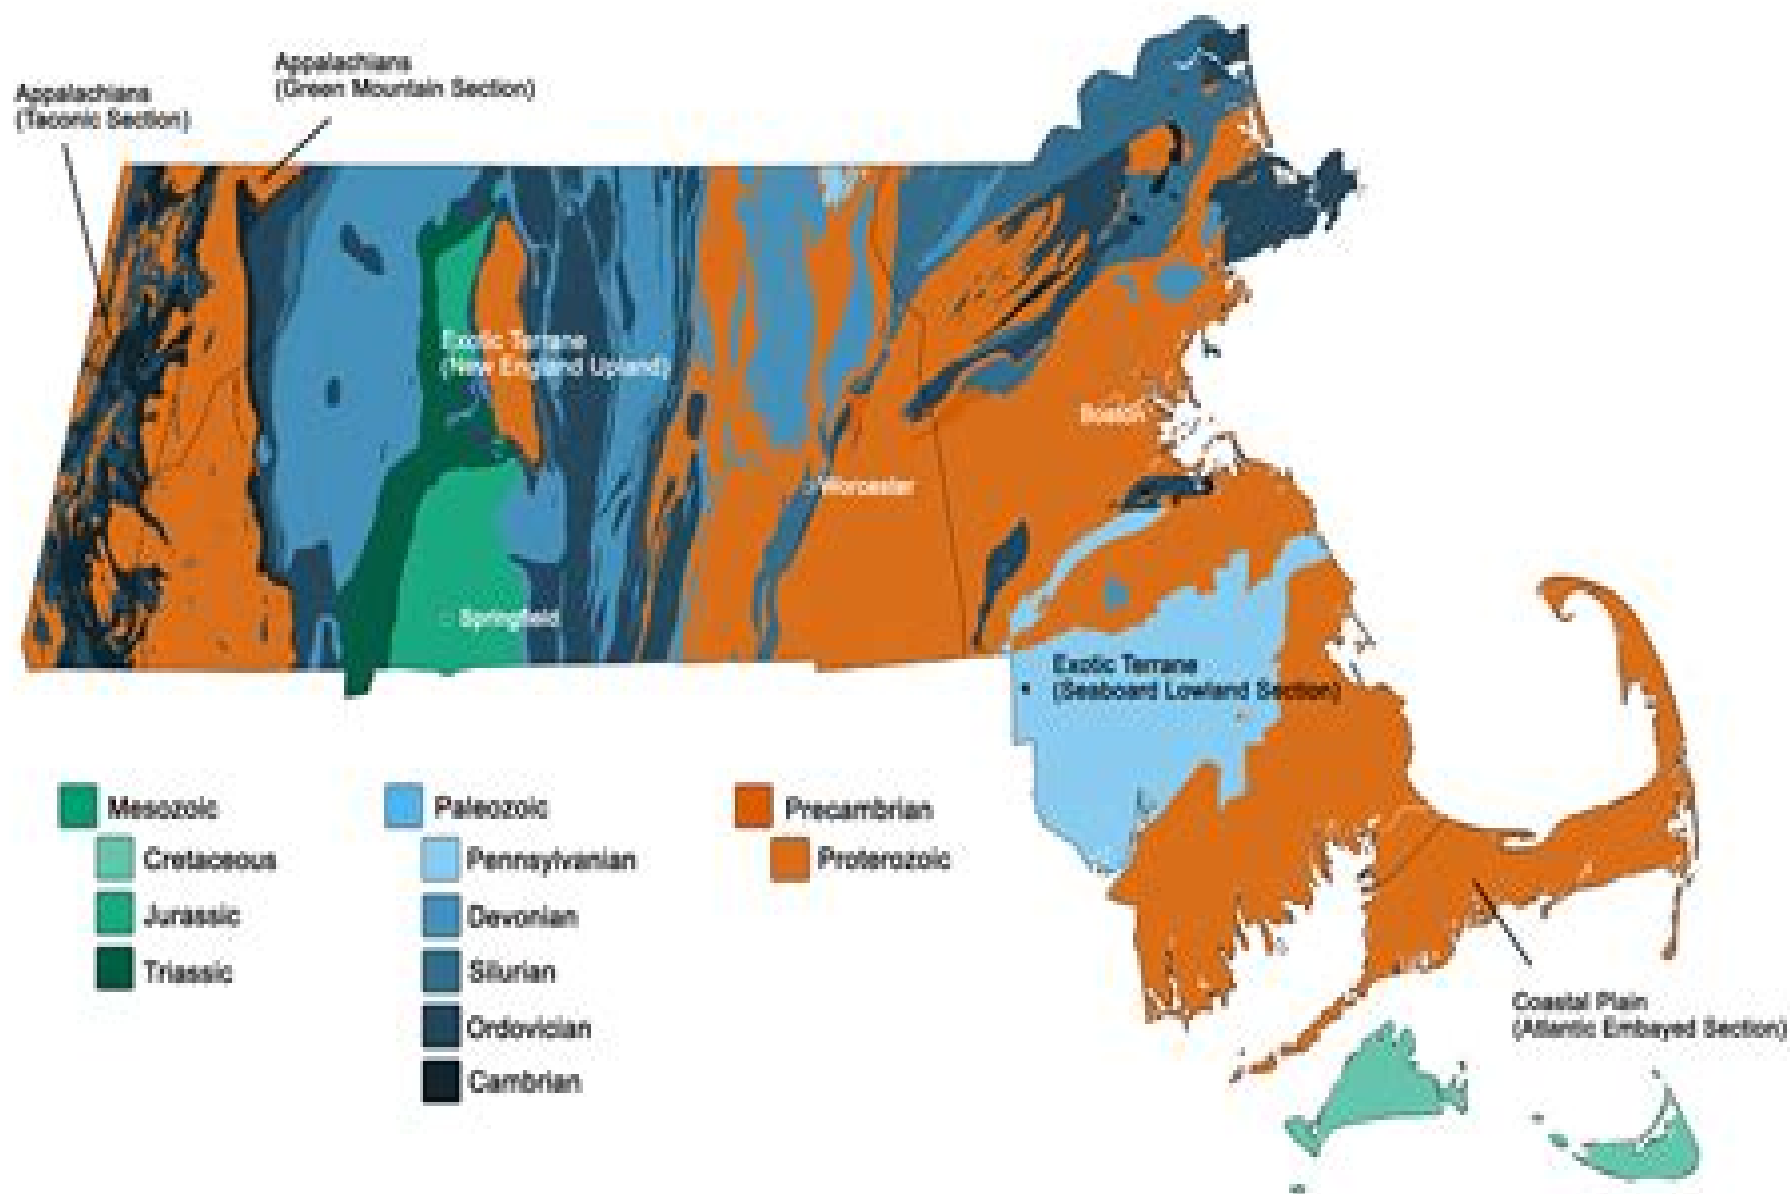 Appalachians
(Green Mountain Section)
Appalachians
(Taconic Section)
Exotic Terrane
(New England Upland)
Boston
Worcester
Springfield
Exotic Terrane
(Seaboard Lowland Section)
Mesozoic
Cretaceous
Jurassic
Triassic
Paleozoic
Pennsylvanian
Devonian
Silurian
Ordovician
Cambrian
Precambrian
Proterozoic
Coastal Plain
(Atlantic Embayed Section)